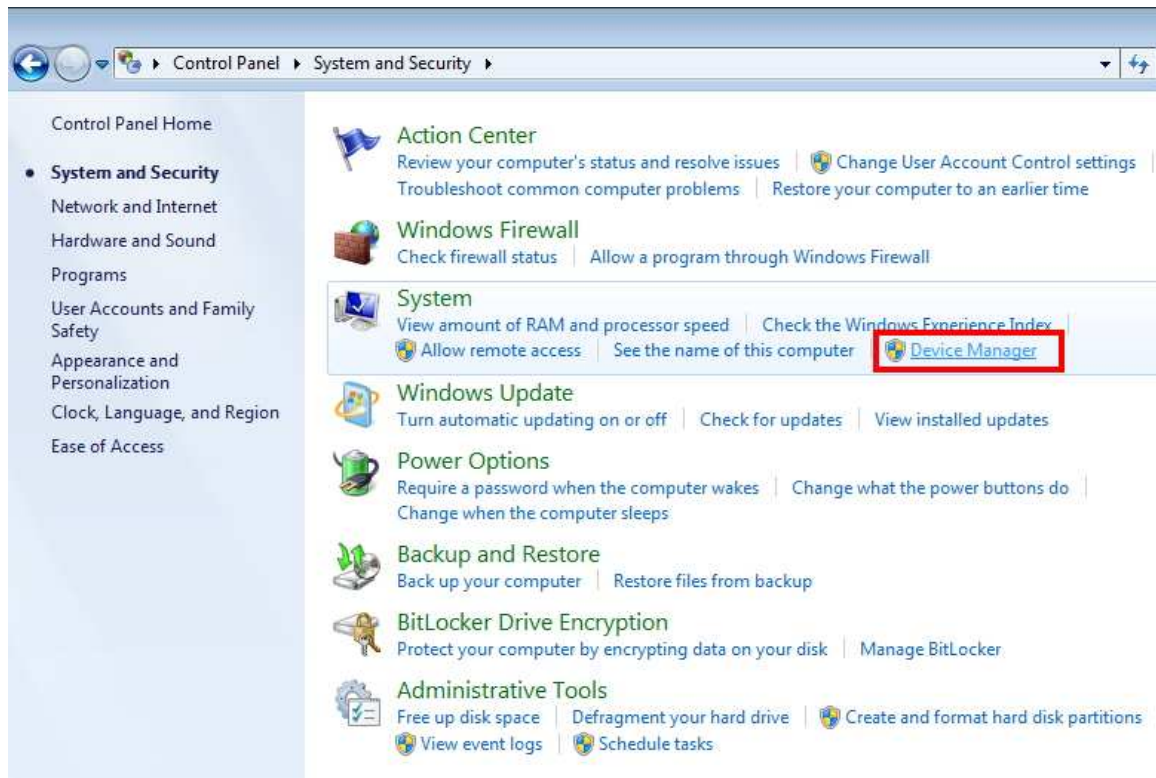 Control Panel System and Security
Control Panel Home
System and Security
Network and Internet
Hardware and Sound
Programs
User Accounts and Family
Safety
Appearance and
Personalization
Clock, Language, and Region
Ease of Access
Action Center
Review your computer's status and resolve issues Change User Account Control settings
Troubleshoot common computer problems Restore your computer to an earlier time
Windows Firewall
Check firewall status Allow a program through Windows Firewall
System
View amount of RAM and processor speed Check the Windows Experience Index
Allow remote access See the name of this computer Device Manager
Windows Update
Turn automatic updating on or off Check for updates View installed updates
Power Options
Require a password when the computer wakes Change what the power buttons do
Change when the computer sleeps
Backup and Restore
Back up your computer Restore files from backup
BitLocker Drive Encryption
Protect your computer by encrypting data on your disk Manage BitLocker
Administrative Tools
Free up disk space Defragment your hard drive Create and format hard disk partitions
View event logs Schedule tasks